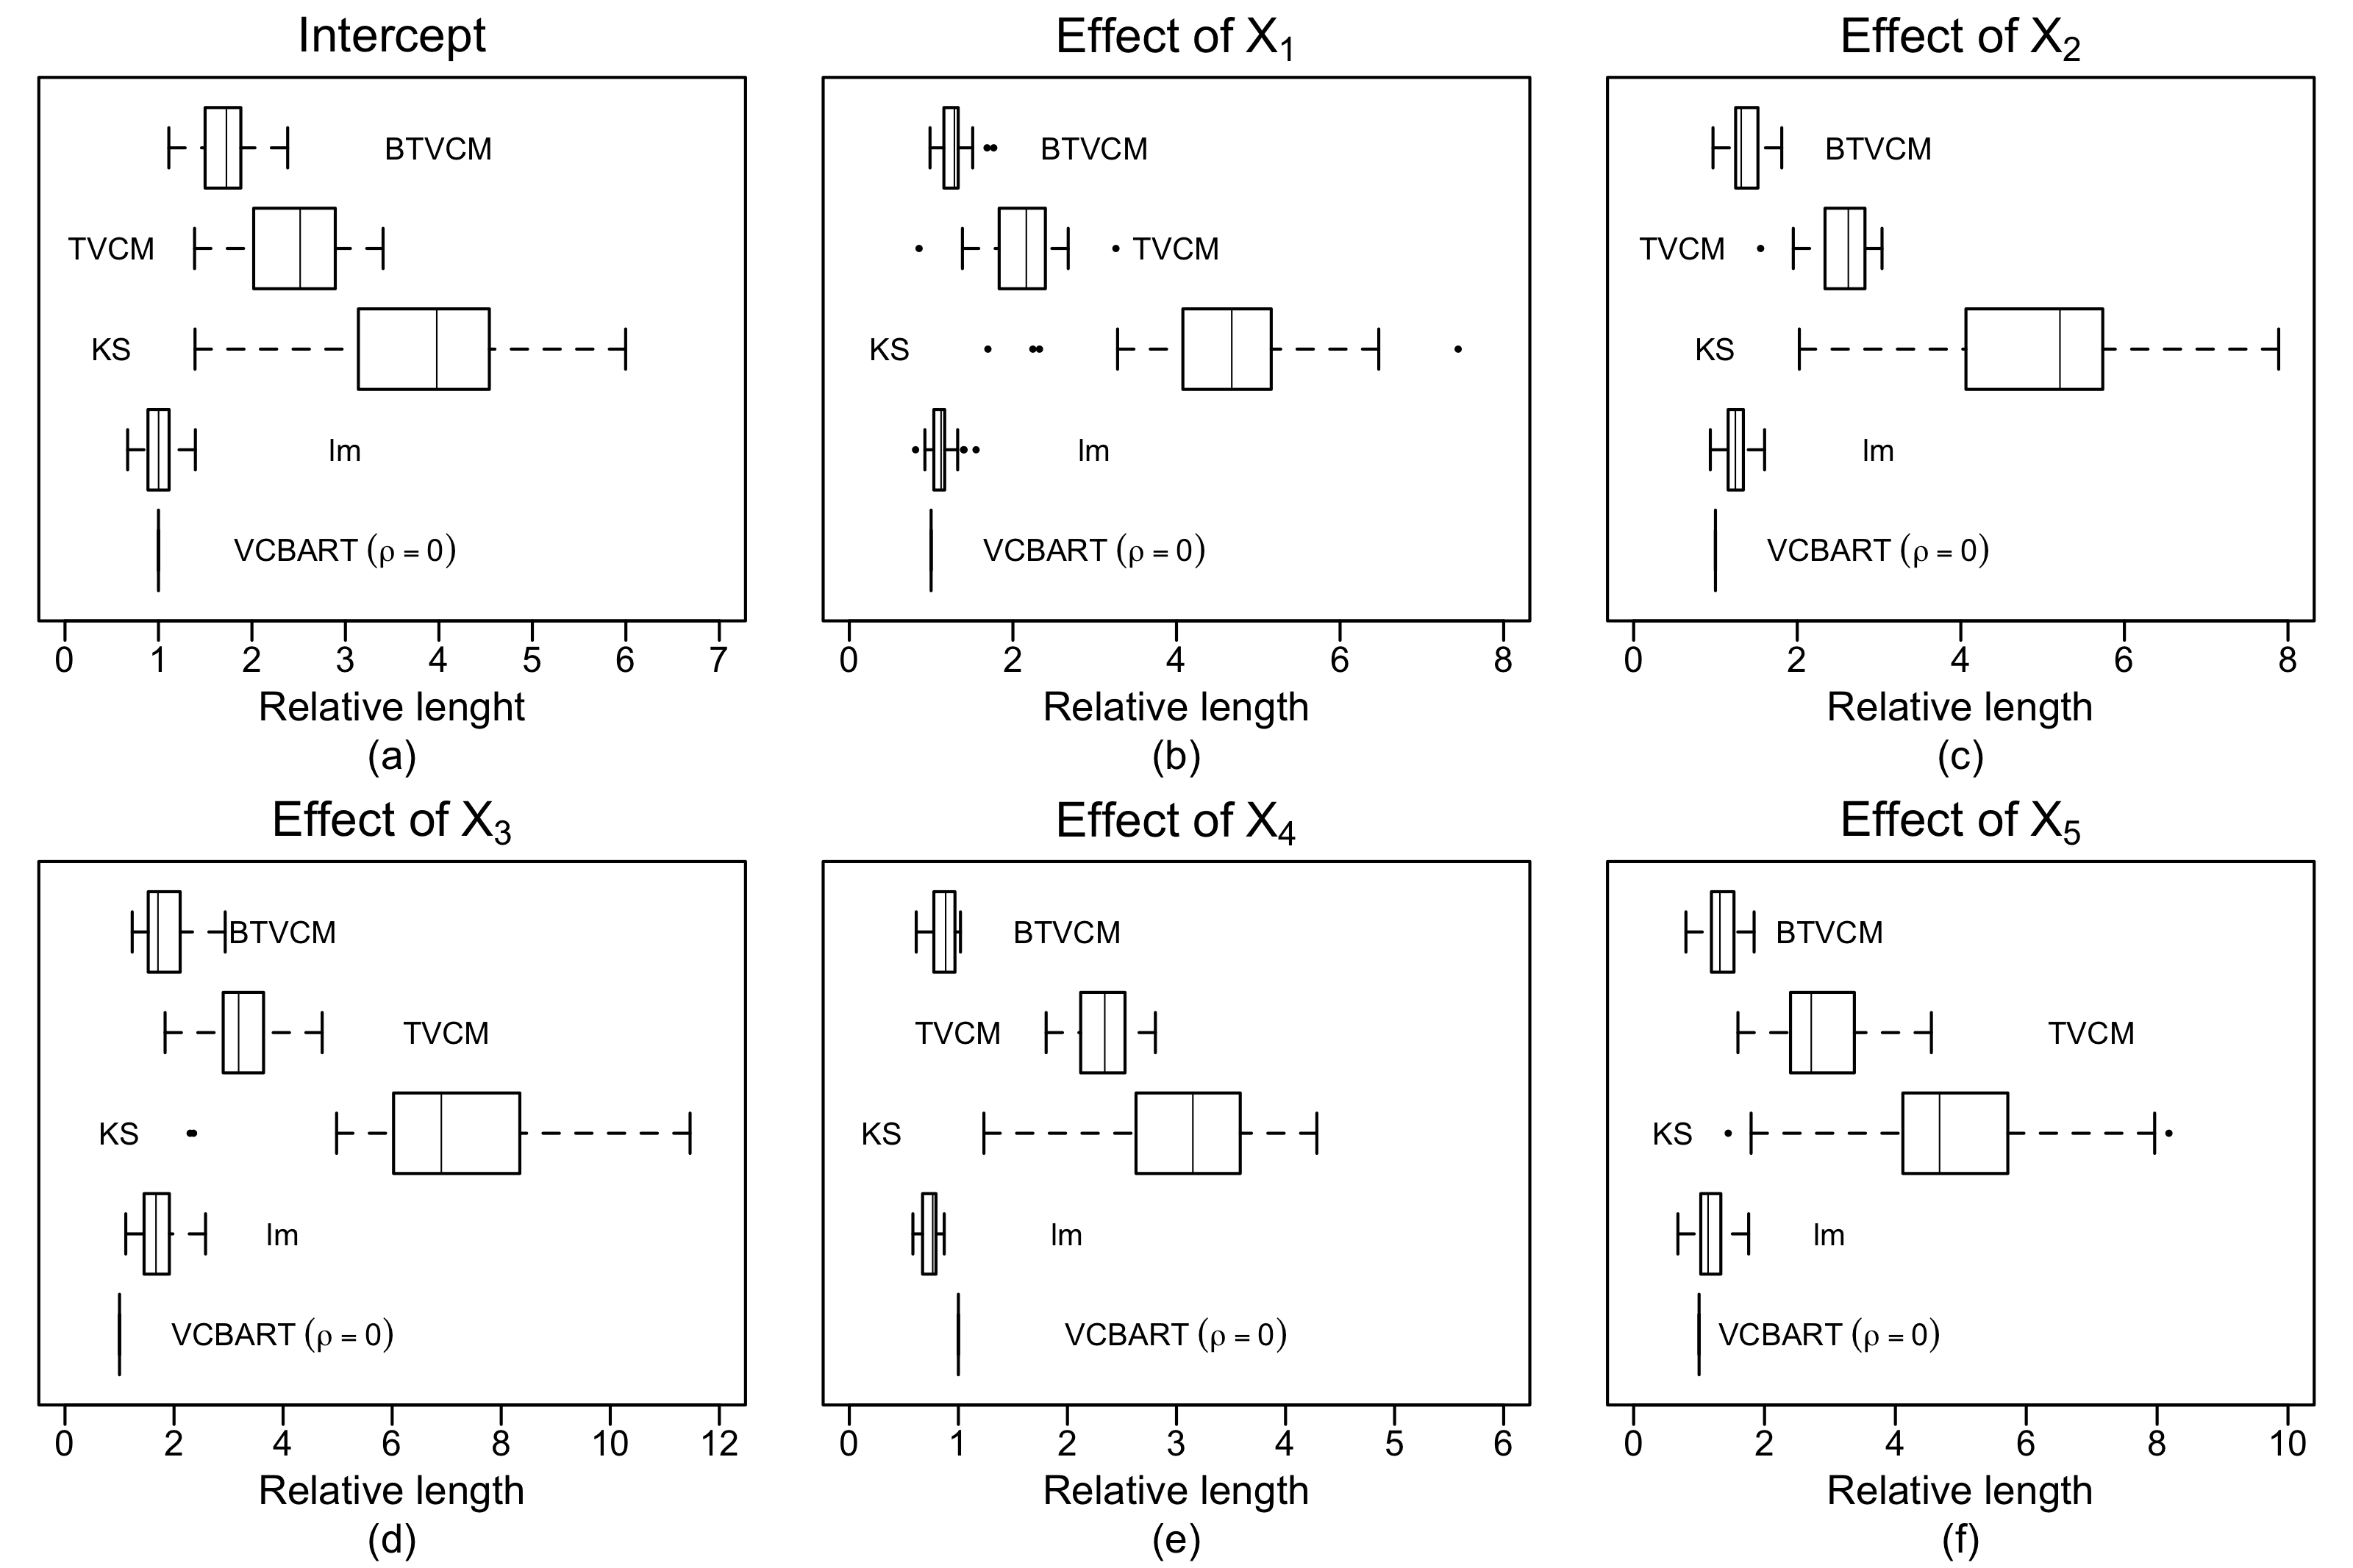 Intercept
BTVCM
TVCM
KS
lm
VCBART (ρ = 0)
0 1 2 3 4 5 6 7
Relative lenght
(a)
Effect of X1
BTVCM
TVCM
KS
lm
VCBART (ρ = 0)
0 2 4 6 8
Relative length
(b)
Effect of X2
BTVCM
TVCM
KS
lm
VCBART (ρ = 0)
0 2 4 6 8
Relative length
(c)
Effect of X3
BTVCM
TVCM
KS
lm
VCBART (ρ = 0)
0 2 4 6 8 10 12
Relative length
(d)
Effect of X4
BTVCM
TVCM
KS
lm
VCBART (ρ = 0)
0 1 2 3 4 5 6
Relative length
(e)
Effect of X5
BTVCM
TVCM
KS
lm
VCBART (ρ = 0)
0 2 4 6 8 10
Relative length
(f)